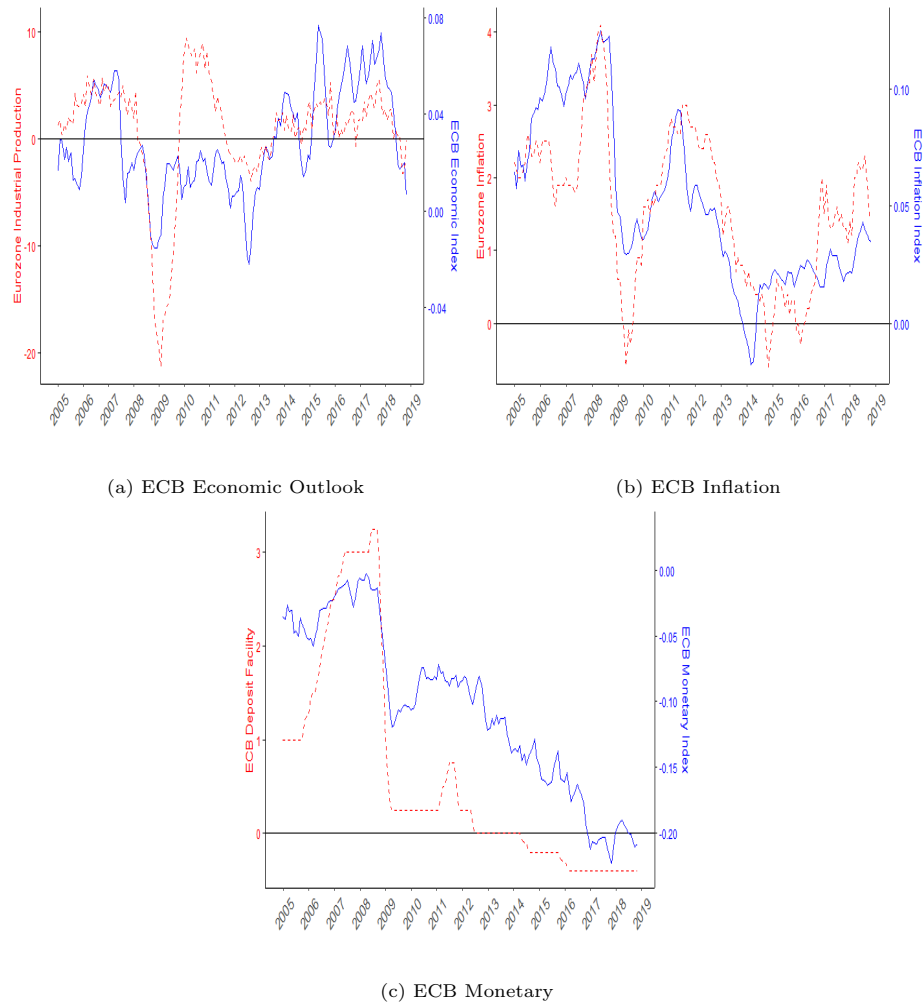 Eurozone Industrial Production
10
0
-10
-20
0.08
0.04
0.00
-0.04
ECB Economic Index
2005 2006 2007 2008 2009 2010 2011 2012 2013 2014 2015 2016 2017 2018 2019
(a) ECB Economic Outlook
Eurozone Inflation
4
3
2
1
0
0.10
0.05
0.00
ECB Inflation Index
2005 2006 2007 2008 2009 2010 2011 2012 2013 2014 2015 2016 2017 2018 2019
(b) ECB Inflation
ECB Deposit Facility
3
2
1
0
0.00
-0.05
-0.10
-0.15
-0.20
ECB Monetary Index
2005 2006 2007 2008 2009 2010 2011 2012 2013 2014 2015 2016 2017 2018 2019
(c) ECB Monetary